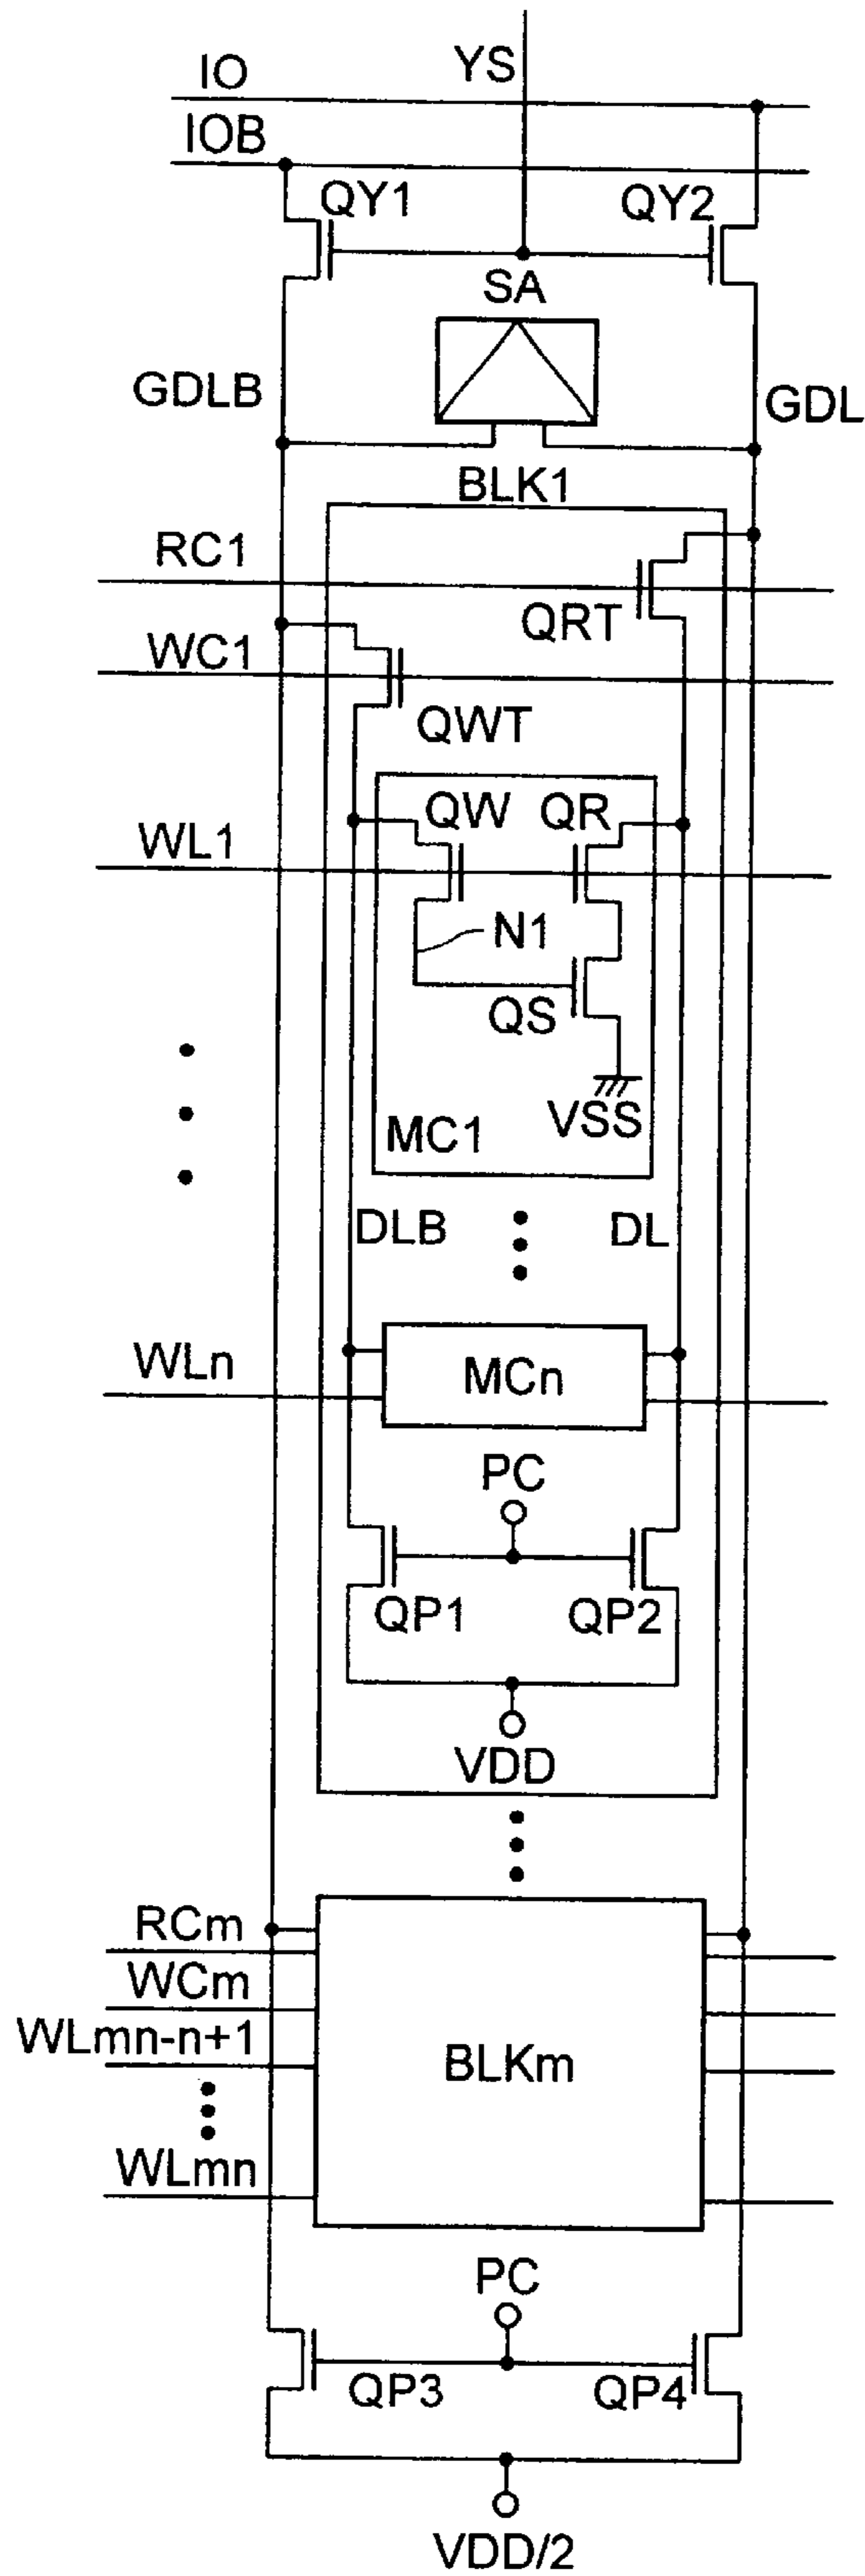 YS
IO
IOB
QY1
QY2
SA
GDLB
GDL
BLK1
RC1
QRT
WC1
QWT
QW
QR
WL1
N1
QS
VSS
MC1
DLB
DL
WLn
MCn
PC
QP1
QP2
VDD
RCm
WCm
WLmn-n+1
BLKm
WLmn
PC
QP3
QP4
VDD/2